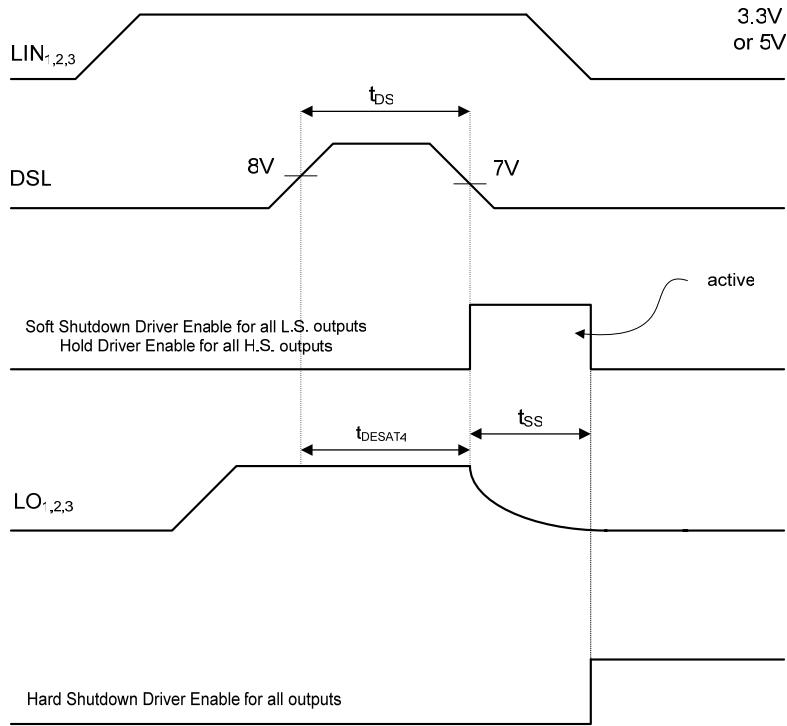 3.3V
or 5V
LIN1,2,3
tDS
8V
7V
DSL
active
Soft Shutdown Driver Enable for all L.S. outputs
Hold Driver Enable for all H.S. outputs
tSS
tDESAT4
LO1,2,3
Hard Shutdown Driver Enable for all outputs